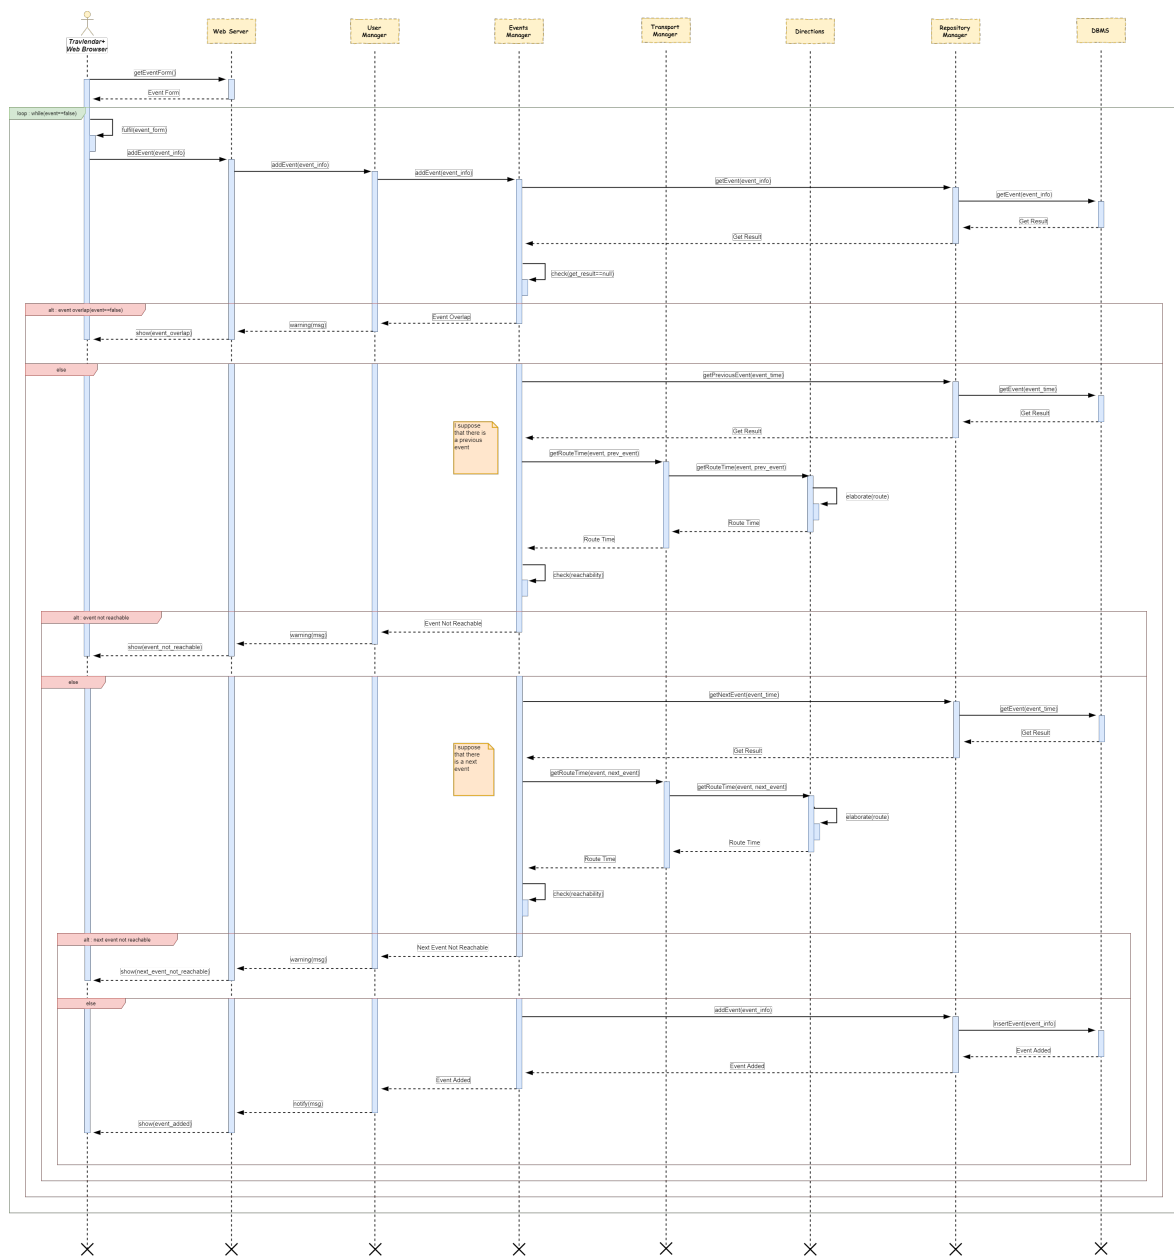 Travlendar+
Web Browser
Web Server
User
Manager
Events
Manager
Transport
Manager
Directions
Repository
Manager
DBMS
getEventForm()
Event Form
loop : while(event==false)
fulfil(event_form)
addEvent(event_info)
addEvent(event_info)
addEvent(event_info)
getEvent(event_info)
getEvent(event_info)
Get Result
Get Result
check(get_result==null)
alt : event overlap(event==false)
Event Overlap
warning(msg)
show(event_overlap)
else
getPreviousEvent(event_time)
getEvent(event_time)
Get Result
Get Result
I suppose
that there is
a previous
event
getRouteTime(event, prev_event)
getRouteTime(event, prev_event)
elaborate(route)
Route Time
Route Time
check(reachability)
alt : event not reachable
Event Not Reachable
warning(msg)
show(event_not_reachable)
else
getNextEvent(event_time)
getEvent(event_time)
Get Result
Get Result
I suppose
that there
is a next
event
getRouteTime(event, next_event)
getRouteTime(event, next_event)
elaborate(route)
Route Time
Route Time
check(reachability)
alt : next event not reachable
Next Event Not Reachable
warning(msg)
show(next_event_not_reachable)
else
addEvent(event_info)
insertEvent(event_info)
Event Added
Event Added
Event Added
notify(msg)
show(event_added)